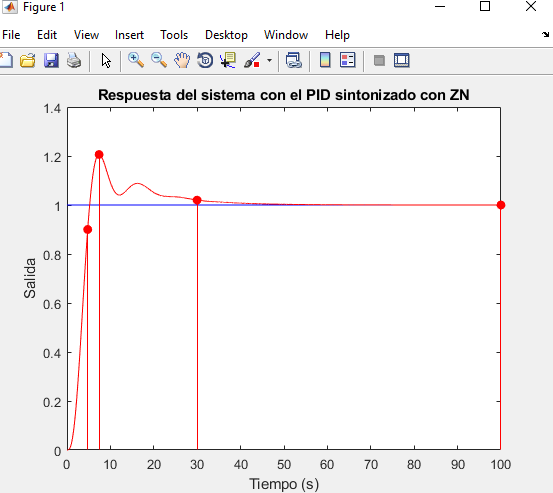 Figure 1
File Edit View Insert Tools Desktop Window Help
Respuesta del sistema con el PID sintonizado con ZN
1.4
1.2
1
0.8
0.6
0.4
0.2
0
Salida
0 10 20 30 40 50 60 70 80 90 100
Tiempo (s)